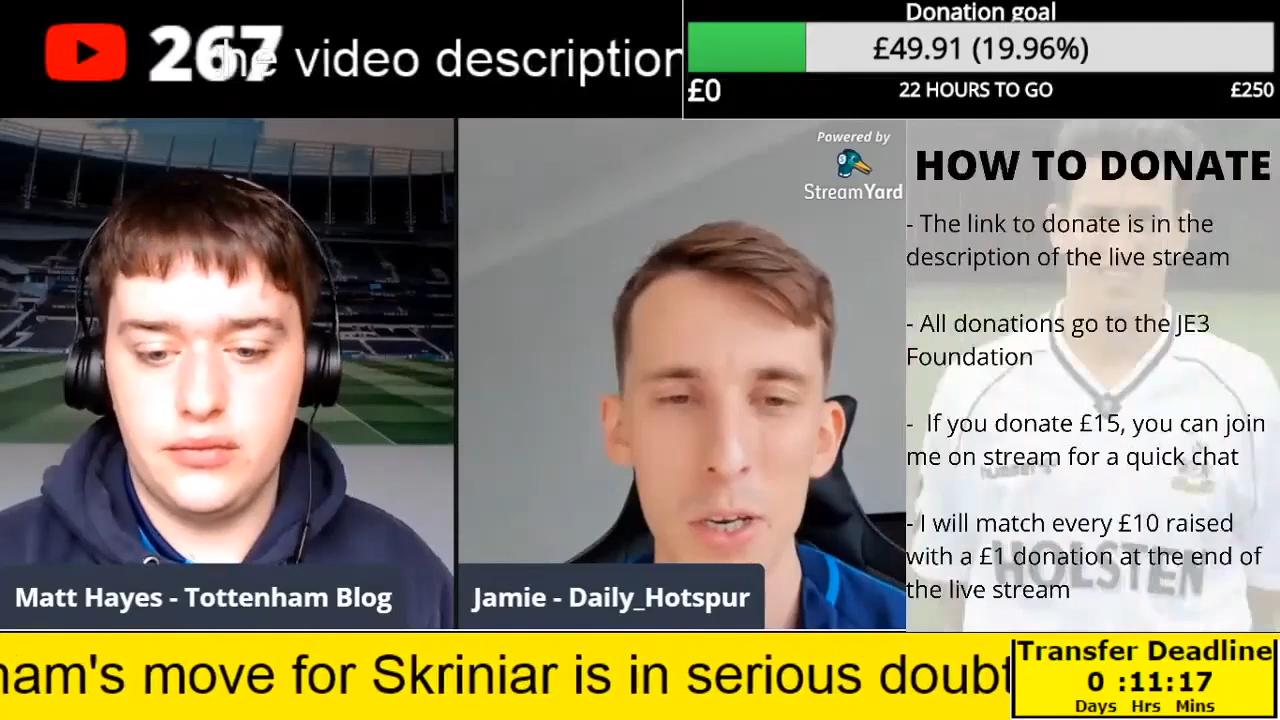 267
he video description
Donation goal
£49.91 (19.96%)
£0
22 HOURS TO GO
£250
Powered by
StreamYard
HOW TO DONATE
- The link to donate is in the
description of the live stream
- All donations go to the JE3
Foundation
- If you donate £15, you can join
me on stream for a quick chat
- I will match every £10 raised
with a £1 donation at the end of
the live stream
HOLSTEN
Matt Hayes - Tottenham Blog
Jamie - Daily_Hotspur
ham's move for Skriniar is in serious doubt
Transfer Deadline
0 :11:17
Days Hrs Mins